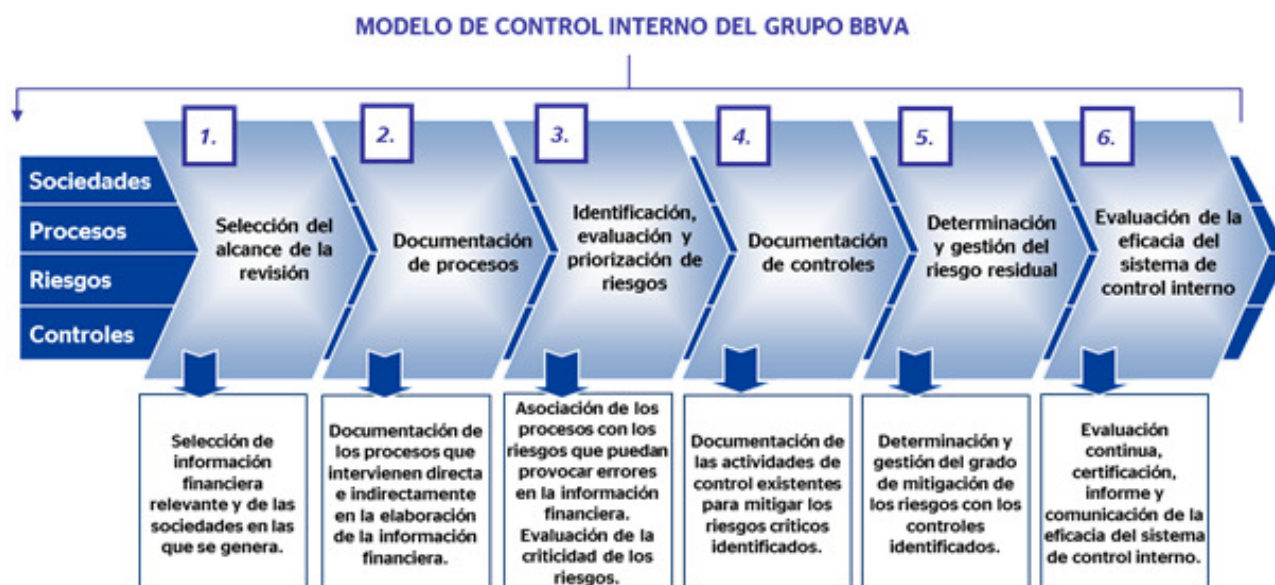 MODELO DE CONTROL INTERNO DEL GRUPO BBVA
Sociedades
Procesos
Riesgos
Controles
1.
Selección del
alcance de la
revisión
2.
Documentación
de procesos
3.
Identificación,
evaluación y
priorización de
riesgos
4.
Documentación
de controles
5.
Determinación
y gestión del
riesgo residual
6.
Evaluación de la
eficacia del
sistema de
control interno
Selección de
información
financiera
relevante y de las
sociedades en las
que se genera.
Documentación de
los procesos que
intervienen directa
e indirectamente
en la elaboración
de la información
financiera.
Asociación de los
procesos con los
riesgos que puedan
provocar errores
en la información
financiera.
Evaluación de la
criticidad de los
riesgos.
Documentación de
las actividades de
control existentes
para mitigar los
riesgos críticos
identificados.
Determinación y
gestión del grado
de mitigación de
los riesgos con los
controles
identificados.
Evaluación
continua,
certificación,
informe y
comunicación de la
eficacia del sistema
de control interno.